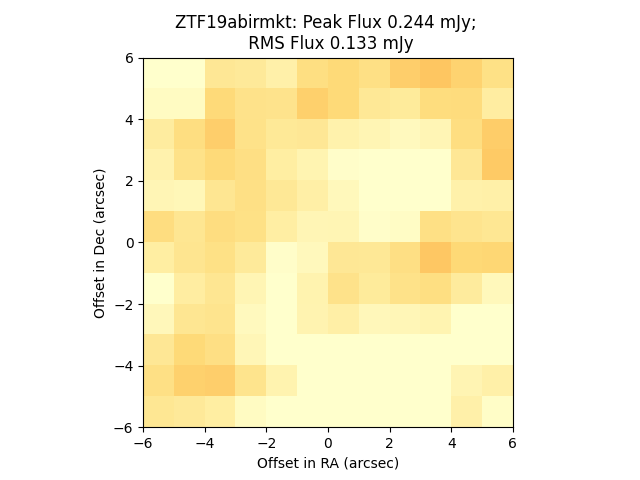 ZTF19abirmkt: Peak Flux 0.244 mJy;
RMS Flux 0.133 mJy
6
4
2
0
−2
−4
−6
Offset in Dec (arcsec)
−6 −4 −2 0 2 4 6
Offset in RA (arcsec)